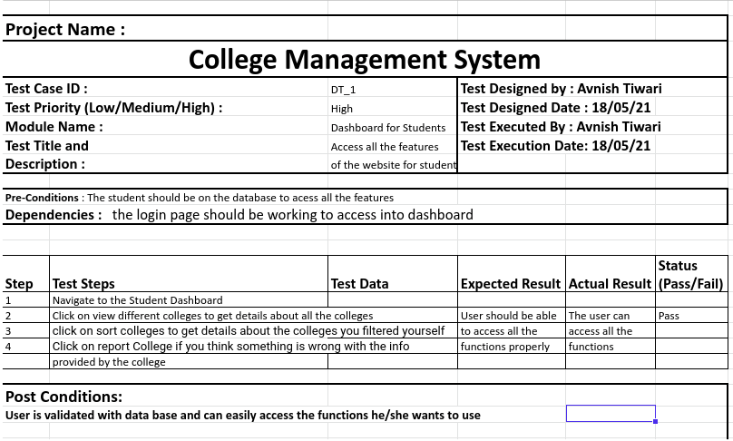 Project Name :
College Management System
Test Case ID : DT_1 Test Designed by : Avnish Tiwari
Test Priority (Low/Medium/High) : High Test Designed Date : 18/05/21
Module Name : Dashboard for Students Test Executed By : Avnish Tiwari
Test Title and Access all the features Test Execution Date: 18/05/21
Description : of the website for student
Pre-Conditions : The student should be on the database to acess all the features
Dependencies : the login page should be working to access into dashboard
Status
Step Test Steps Test Data Expected Result Actual Result (Pass/Fail)
1 Navigate to the Student Dashboard
2 Click on view different colleges to get details about all the colleges User should be able The user can Pass
3 click on sort colleges to get details about the colleges you filtered yourself to access all the access all the
4 Click on report College if you think something is wrong with the info functions properly functions
provided by the college
Post Conditions:
User is validated with data base and can easily access the functions he/she wants to use